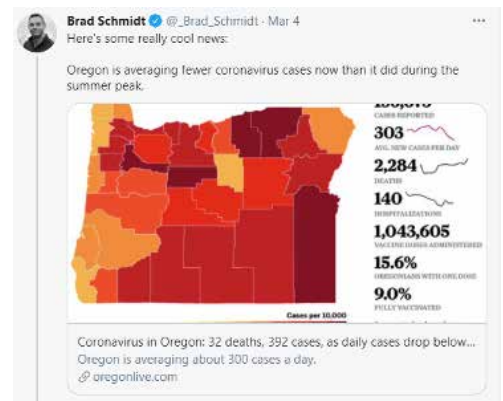 Brad Schmidt @_Brad_Schmidt · Mar 4
Here's some really cool news:
Oregon is averaging fewer coronavirus cases now than it did during the
summer peak.
CASES REPORTED
303
AVG. NEW CASES PER DAY
2,284
DEATHS
140
HOSPITALIZATIONS
1,043,605
VACCINE DOSES ADMINISTERED
15.6%
OREGONIANS WITH ONE DOSE
9.0%
FULLY VACCINATED
Cases per 10,000
Coronavirus in Oregon: 32 deaths, 392 cases, as daily cases drop below...
Oregon is averaging about 300 cases a day.
oregonlive.com